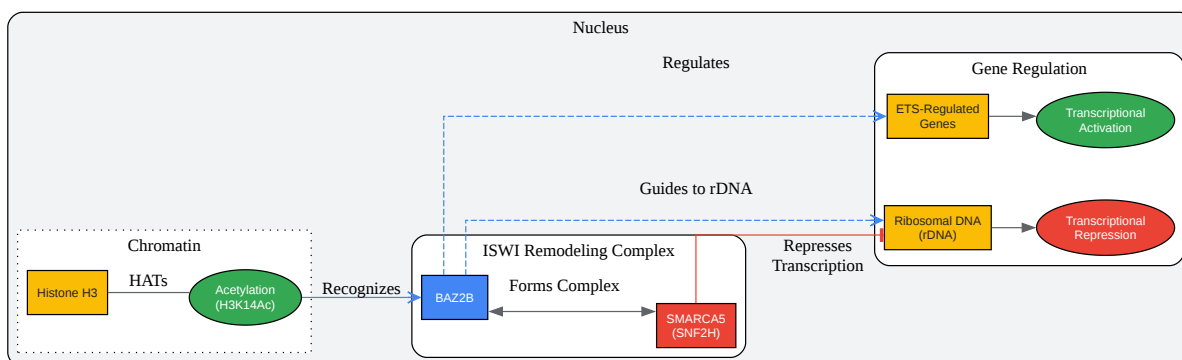 Nucleus
Regulates
Gene Regulation
ETS-Regulated
Genes
Transcriptional
Activation
Guides to rDNA
Ribosomal DNA
(rDNA)
Transcriptional
Repression
Represses
Transcription
Chromatin
Histone H3
HATs
Acetylation
(H3K14Ac)
Recognizes
ISWI Remodeling Complex
BAZ2B
Forms Complex
SMARCA5
(SNF2H)